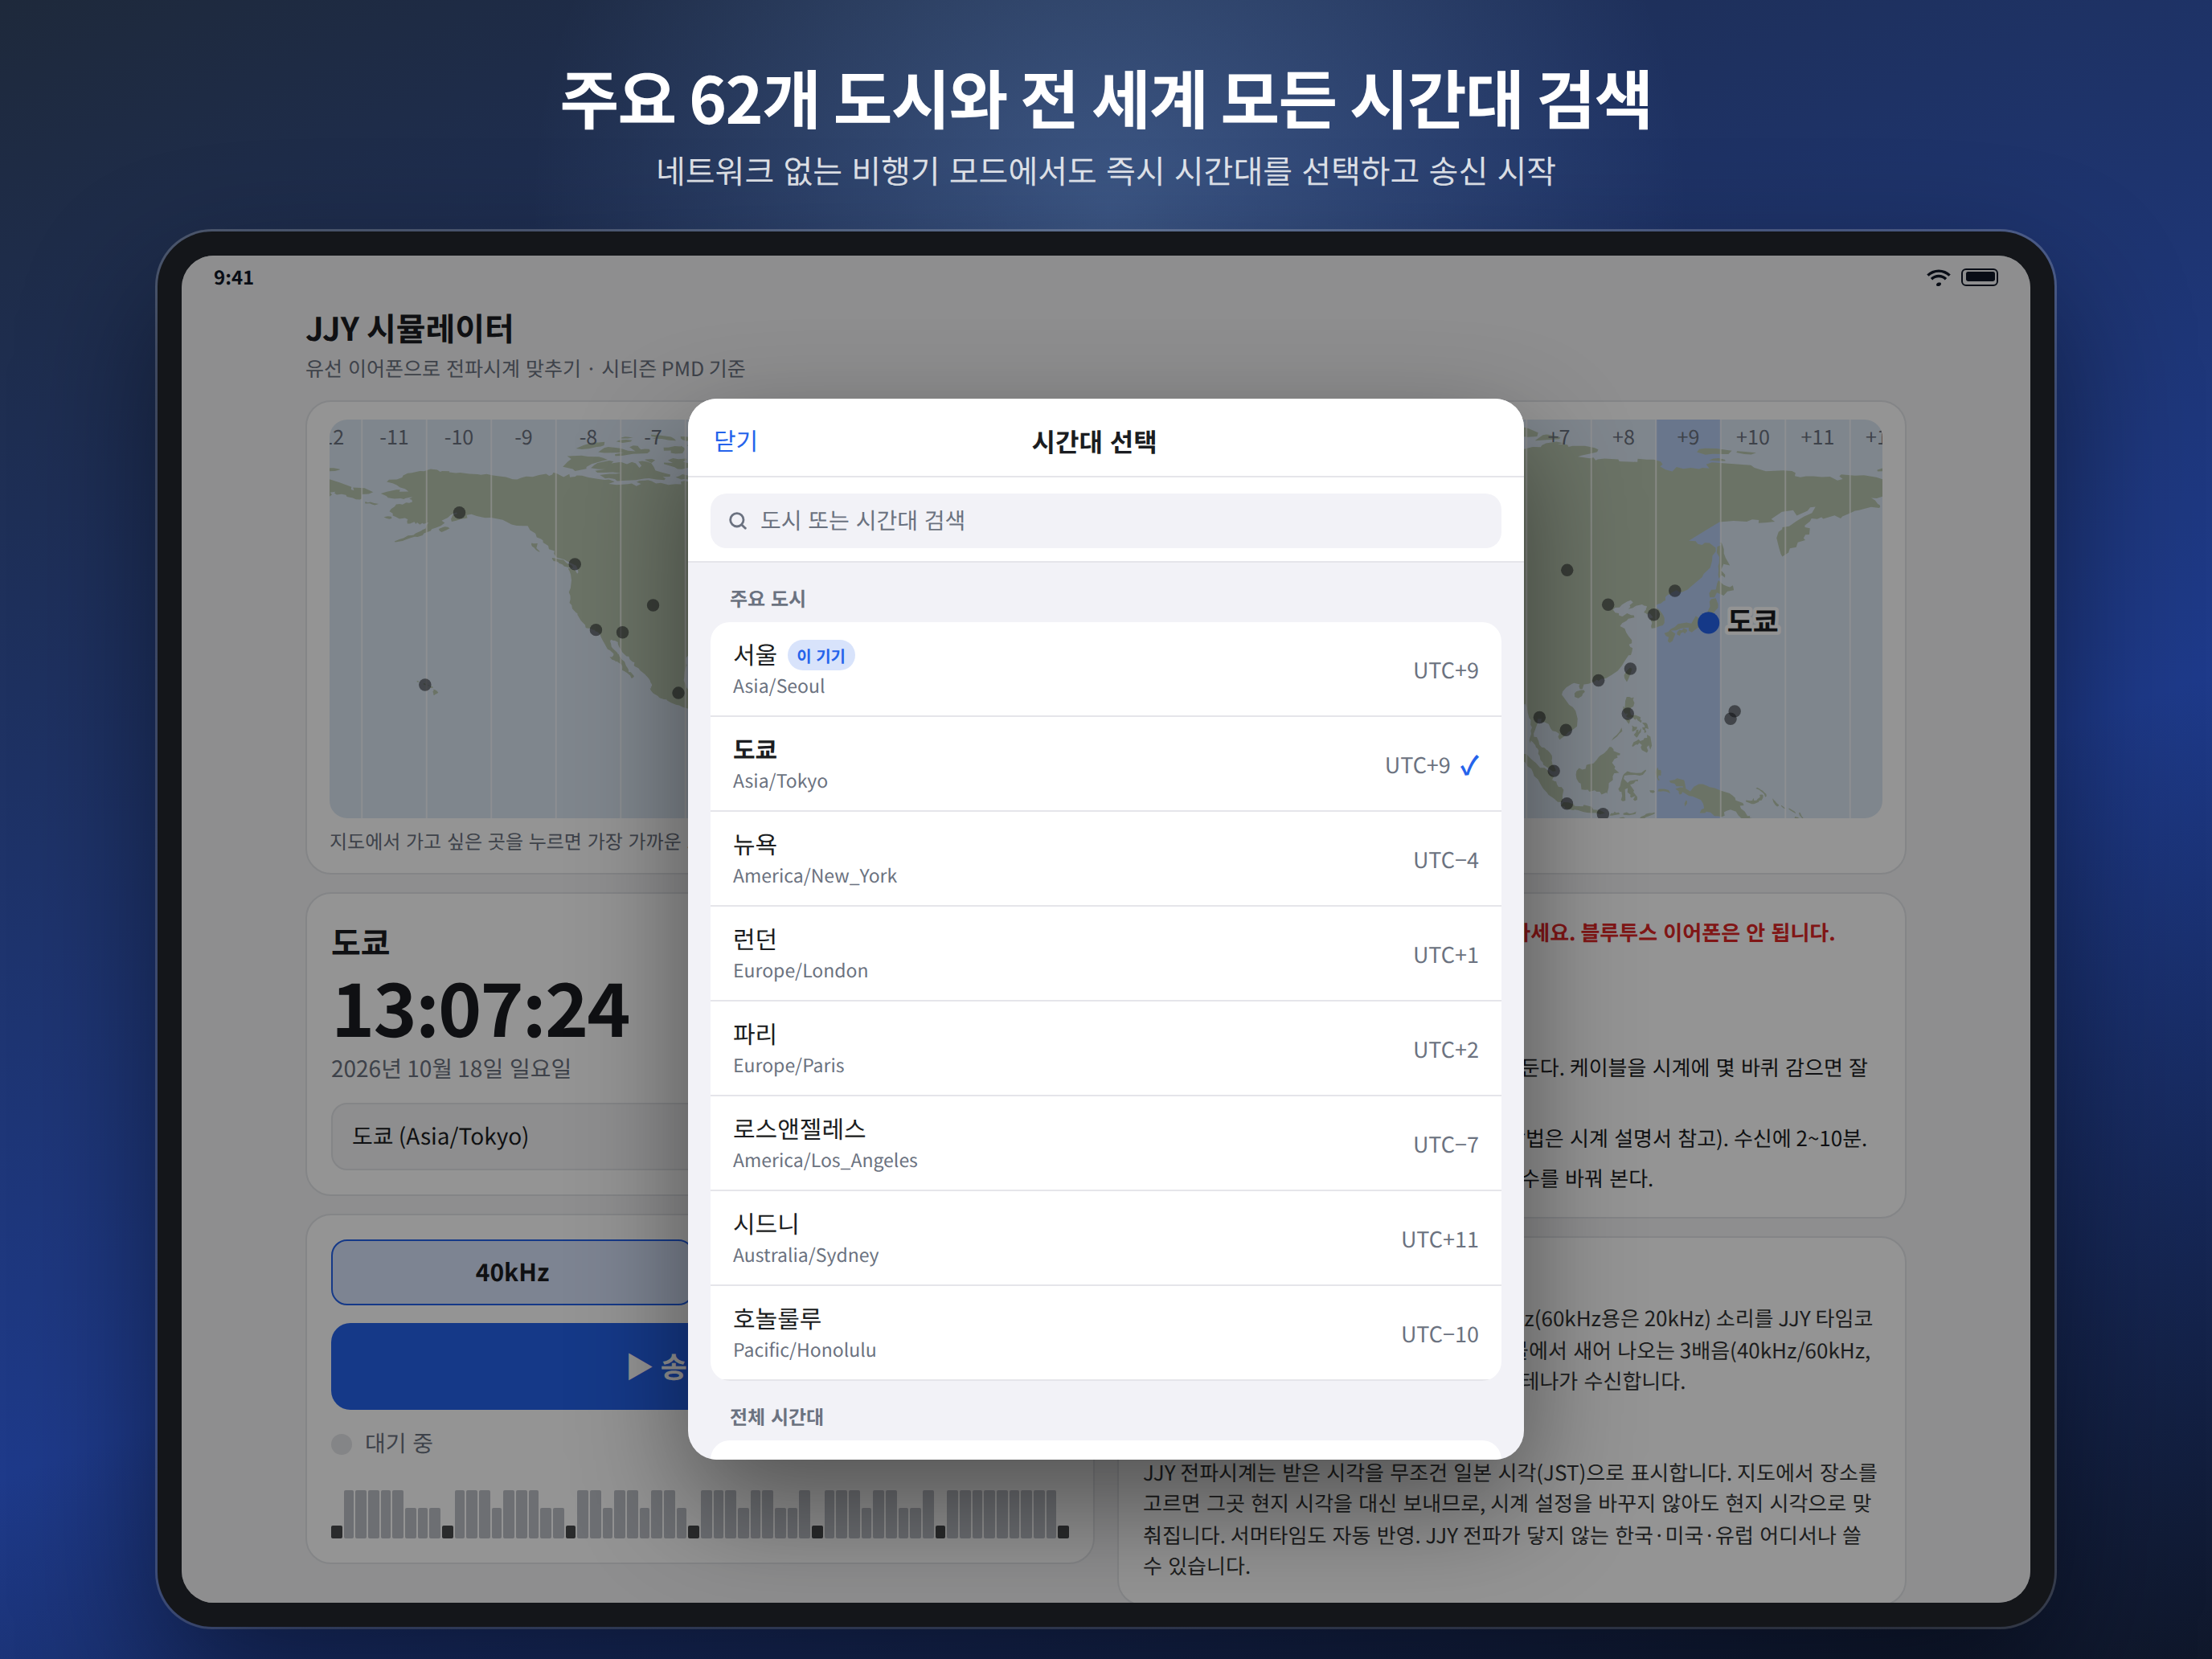 주요 62개 도시와 전 세계 모든 시간대 검색
네트워크 없는 비행기 모드에서도 즉시 시간대를 선택하고 송신 시작
9:41
JJY 시뮬레이터
유선 이어폰으로 전파시계 맞추기 · 시티즌 PMD 기준
-11 -10 -9 -8 -7
+7 +8 +9 +10 +11
도쿄
지도에서 가고 싶은 곳을 누르면 가장 가까운
닫기
시간대 선택
도시 또는 시간대 검색
주요 도시
서울 이 기기
Asia/Seoul
UTC+9
도쿄
Asia/Tokyo
UTC+9 ✓
뉴욕
America/New_York
UTC−4
런던
Europe/London
UTC+1
파리
Europe/Paris
UTC+2
로스앤젤레스
America/Los_Angeles
UTC−7
시드니
Australia/Sydney
UTC+11
호놀룰루
Pacific/Honolulu
UTC−10
전체 시간대
도쿄
13:07:24
2026년 10월 18일 일요일
도쿄 (Asia/Tokyo)
40kHz
▶ 송
대기 중
하세요. 블루투스 이어폰은 안 됩니다.
둔다. 케이블을 시계에 몇 바퀴 감으면 잘
법은 시계 설명서 참고). 수신에 2~10분.
수를 바꿔 본다.
z(60kHz용은 20kHz) 소리를 JJY 타임코
에서 새어 나오는 3배음(40kHz/60kHz,
테나가 수신합니다.
JJY 전파시계는 받은 시각을 무조건 일본 시각(JST)으로 표시합니다. 지도에서 장소를
고르면 그곳 현지 시각을 대신 보내므로, 시계 설정을 바꾸지 않아도 현지 시각으로 맞
춰집니다. 서머타임도 자동 반영. JJY 전파가 닿지 않는 한국·미국·유럽 어디서나 쓸
수 있습니다.